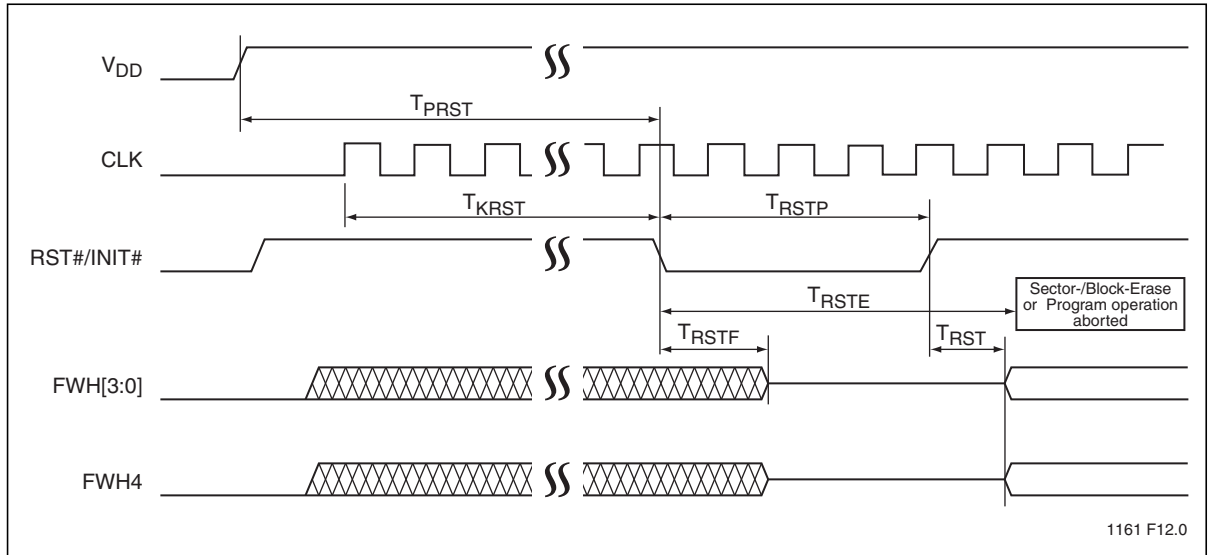 VDD
TPRST
CLK
TKRST
TRSTP
RST#/INIT#
TRSTE
Sector-/Block-Erase
or Program operation
aborted
TRSTF
TRST
FWH[3:0]
FWH4
1161 F12.0